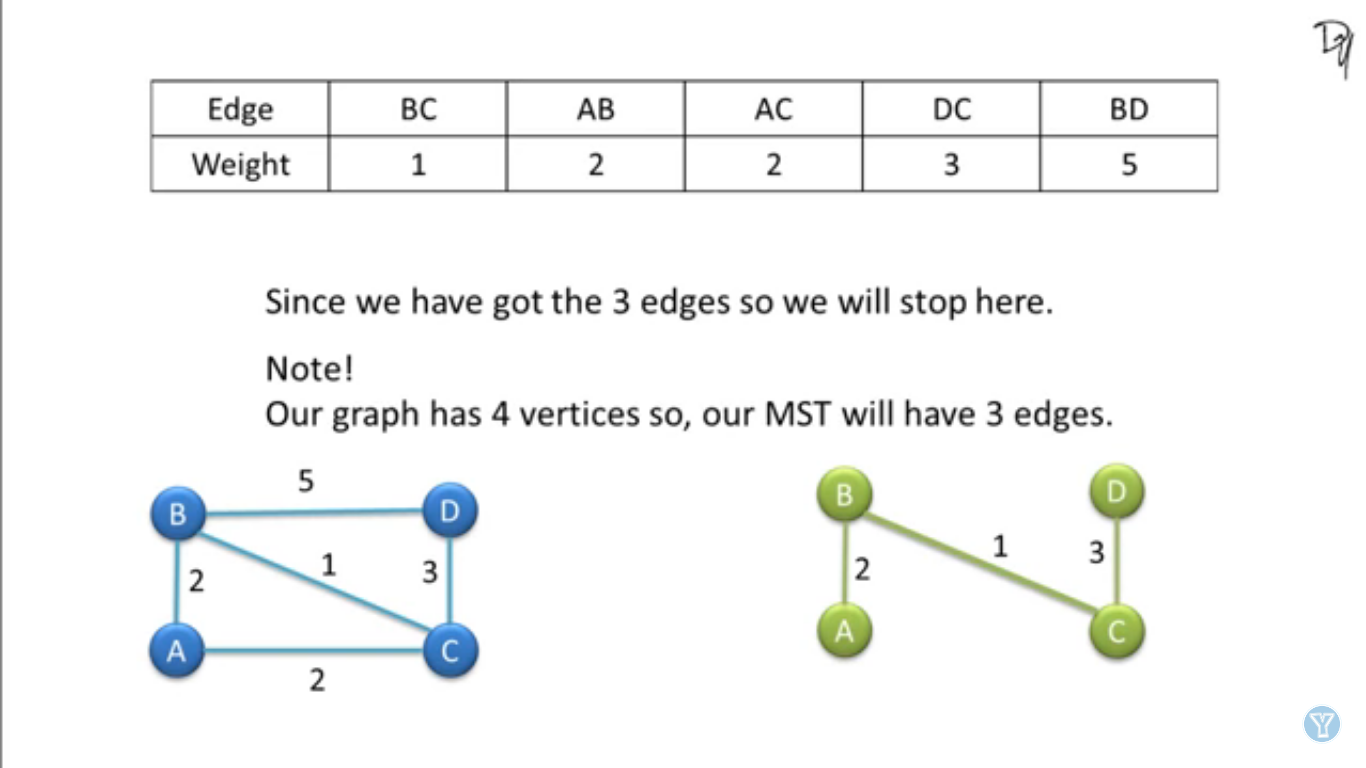 Edge BC AB AC DC BD
Weight 1 2 2 3 5
Since we have got the 3 edges so we will stop here.
Note!
Our graph has 4 vertices so, our MST will have 3 edges.
5
B D
1 3
2
A C
2
B D
1 3
2
A C
Y